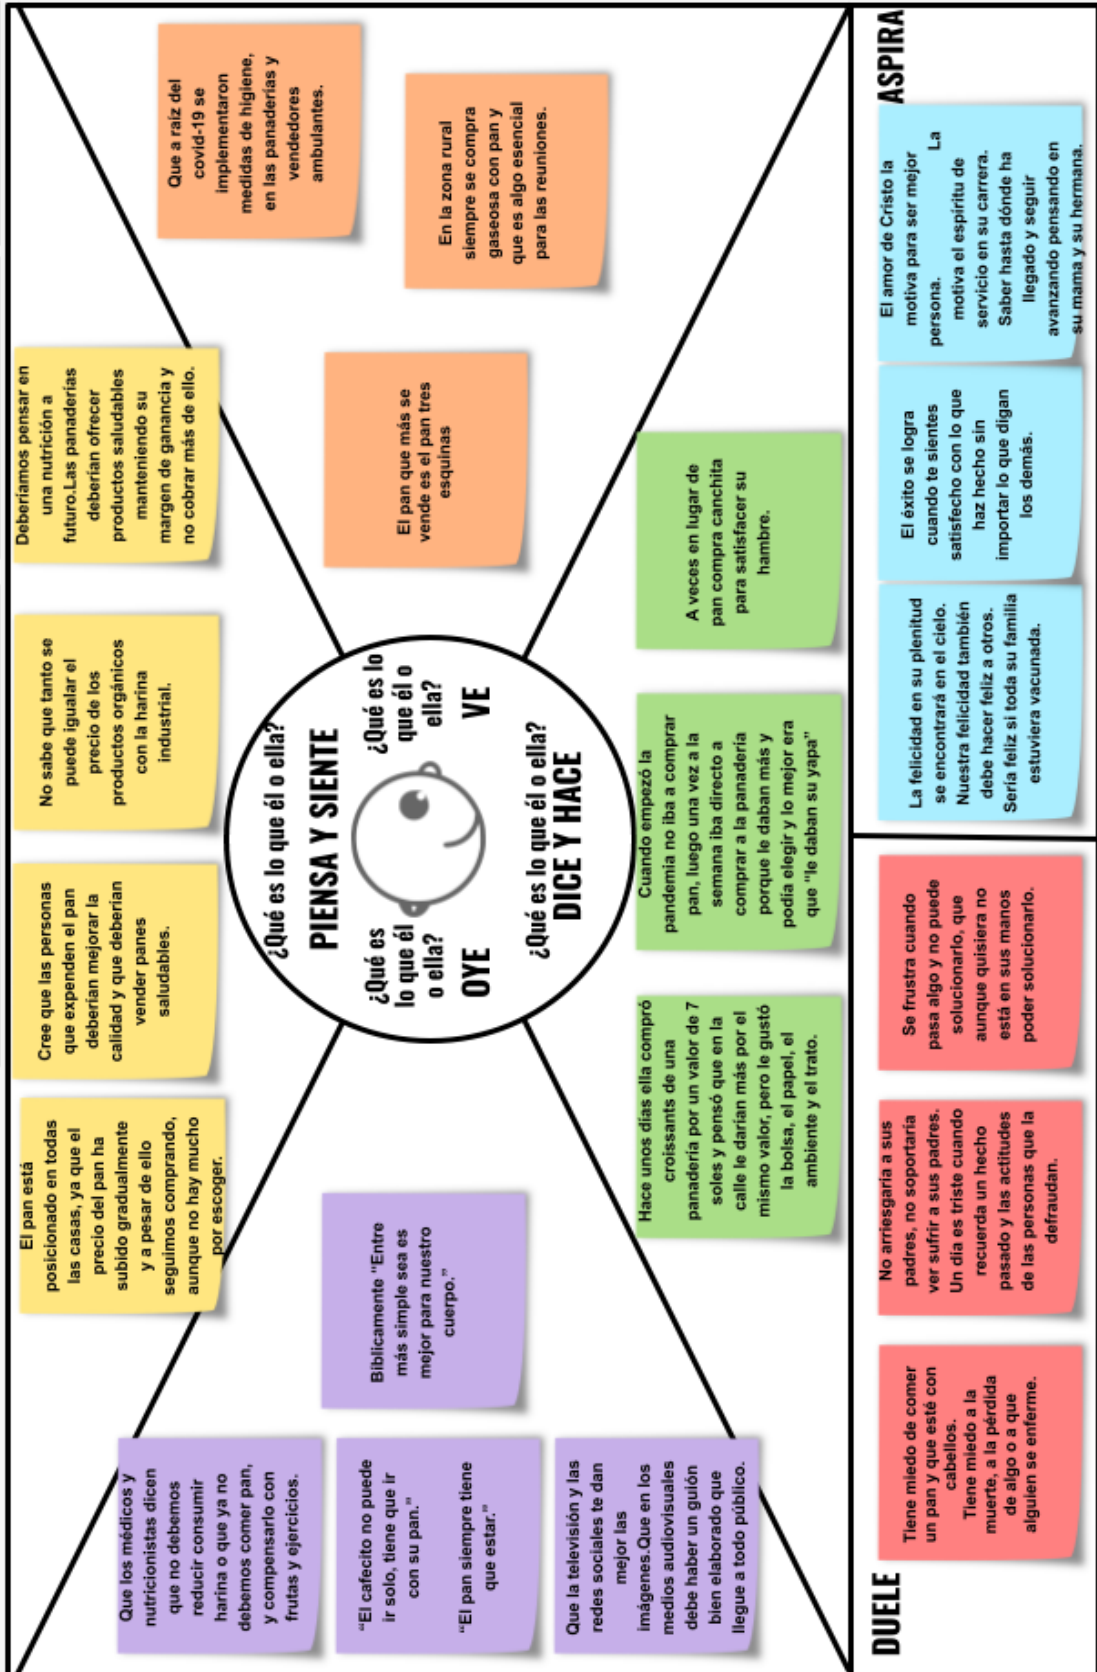 El pan está
posicionado en todas
las casas, ya que el
precio del pan ha
subido gradualmente
y a pesar de ello
seguimos comprando,
aunque no hay mucho
por escoger.
Cree que las personas
que expenden el pan
deberían mejorar la
calidad y que deberían
vender panes
saludables.
No sabe que tanto se
puede igualar el
precio de los
productos orgánicos
con la harina
industrial.
Deberíamos pensar en
una nutrición a
futuro.Las panaderías
deberían ofrecer
productos saludables
manteniendo su
margen de ganancia y
no cobrar más de ello.
Que los médicos y
nutricionistas dicen
que no debemos
reducir consumir
harina o que ya no
debemos comer pan,
y compensarlo con
frutas y ejercicios.
“El cafecito no puede
ir solo, tiene que ir
con su pan.”
“El pan siempre tiene
que estar.”
Que la televisión y las
redes sociales te dan
mejor las
imágenes.Que en los
medios audiovisuales
debe haber un guión
bien elaborado que
llegue a todo público.
Bíblicamente “Entre
más simple sea es
mejor para nuestro
cuerpo.”
¿Qué es lo que él o ella?
PIENSA Y SIENTE
¿Qué es
lo que él
o ella?
OYE
¿Qué es lo
que él o
ella?
VE
¿Qué es lo que él o ella?
DICE Y HACE
El pan que más se
vende es el pan tres
esquinas
Que a raíz del
covid-19 se
implementaron
medidas de higiene,
en las panaderías y
vendedores
ambulantes.
En la zona rural
siempre se compra
gaseosa con pan y
que es algo esencial
para las reuniones.
Hace unos días ella compró
croissants de una
panadería por un valor de 7
soles y pensó que en la
calle le darían más por el
mismo valor, pero le gustó
la bolsa, el papel, el
ambiente y el trato.
Cuando empezó la
pandemia no iba a comprar
pan, luego una vez a la
semana iba directo a
comprar a la panadería
porque le daban más y
podía elegir y lo mejor era
que "le daban su yapa"
A veces en lugar de
pan compra canchita
para satisfacer su
hambre.
DUELE
Tiene miedo de comer
un pan y que esté con
cabellos.
Tiene miedo a la
muerte, a la pérdida
de algo o a que
alguien se enferme.
No arriesgaría a sus
padres, no soportaría
ver sufrir a sus padres.
Un día es triste cuando
recuerda un hecho
pasado y las actitudes
de las personas que la
defraudan.
Se frustra cuando
pasa algo y no puede
solucionarlo, que
aunque quisiera no
está en sus manos
poder solucionarlo.
ASPIRA
La felicidad en su plenitud
se encontrará en el cielo.
Nuestra felicidad también
debe hacer feliz a otros.
Sería feliz si toda su familia
estuviera vacunada.
El éxito se logra
cuando te sientes
satisfecho con lo que
haz hecho sin
importar lo que digan
los demás.
El amor de Cristo la
motiva para ser mejor
persona. La
motiva el espíritu de
servicio en su carrera.
Saber hasta dónde ha
llegado y seguir
avanzando pensando en
su mama y su hermana.